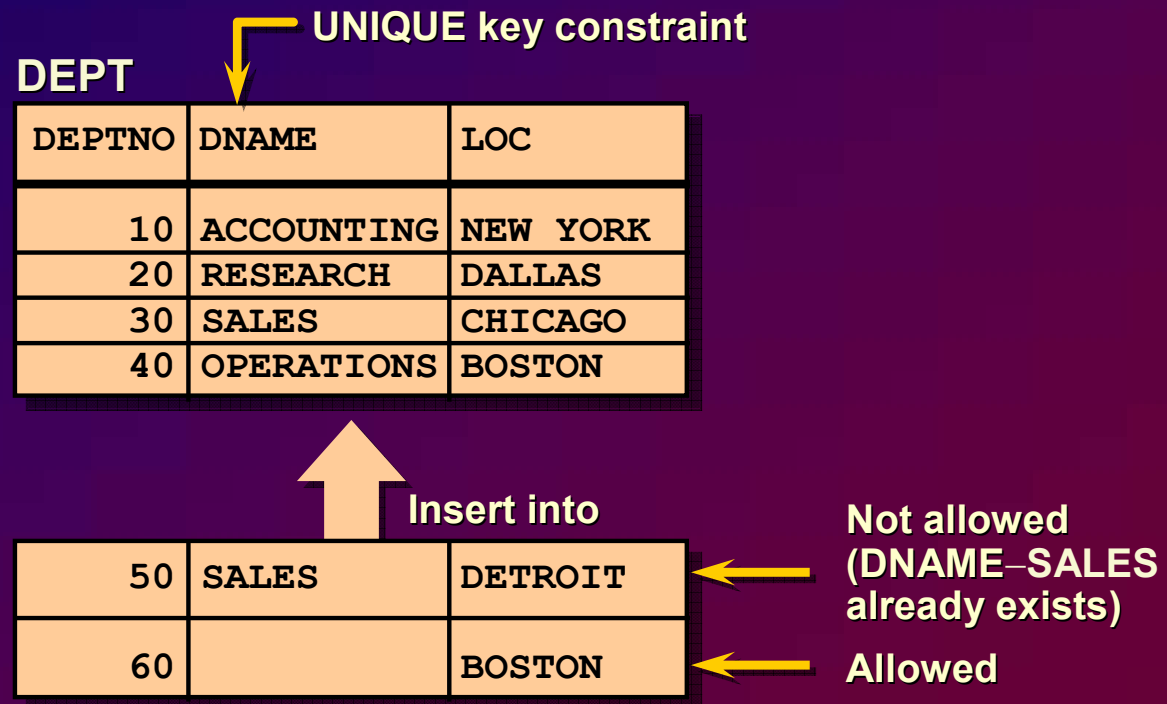 UNIQUE key constraint
DEPT
DEPTNO DNAME LOC
10 ACCOUNTING NEW YORK
20 RESEARCH DALLAS
30 SALES CHICAGO
40 OPERATIONS BOSTON
Insert into
50 SALES DETROIT
Not allowed
(DNAME–SALES
already exists)
60 BOSTON
Allowed